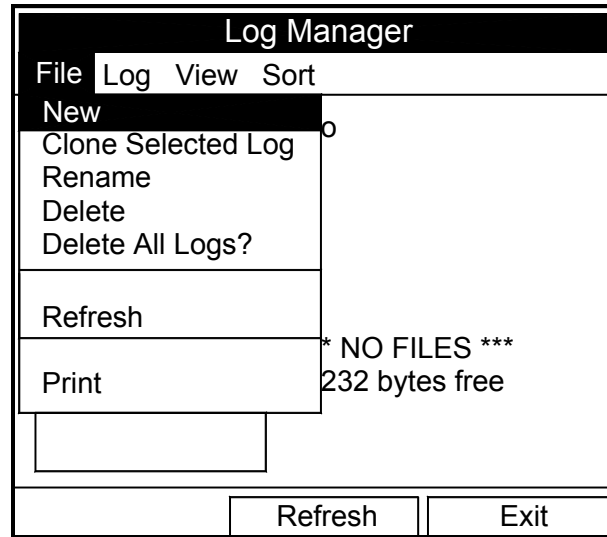 Log Manager
File Log View Sort
New
o
Clone Selected Log
Rename
Delete
Delete All Logs?
Refresh
* NO FILES ***
Print
232 bytes free
Refresh Exit